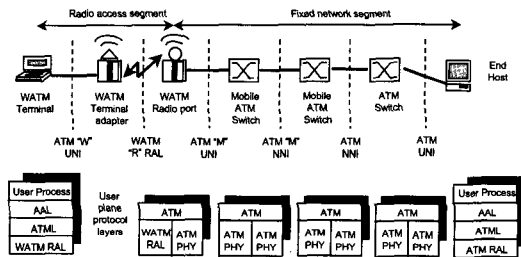 Radio access segment
Fixed network segment
WATM
Terminal
WATM
Terminal
adapter
WATM
Radio port
Mobile
ATM
Switch
Mobile
ATM
Switch
ATM
Switch
End
Host
ATM "W"
UNI
WATM
"R" RAL
ATM "M"
UNI
ATM "M"
NNI
ATM
NNI
ATM
UNI
User Process
AAL
ATML
WATM RAL
User
plane
protocol
layers
ATM
WATM
RAL
ATM
PHY
ATM
ATM
PHY
ATM
PHY
ATM
ATM
PHY
ATM
PHY
ATM
ATM
PHY
ATM
PHY
User Process
AAL
ATML
ATM RAL